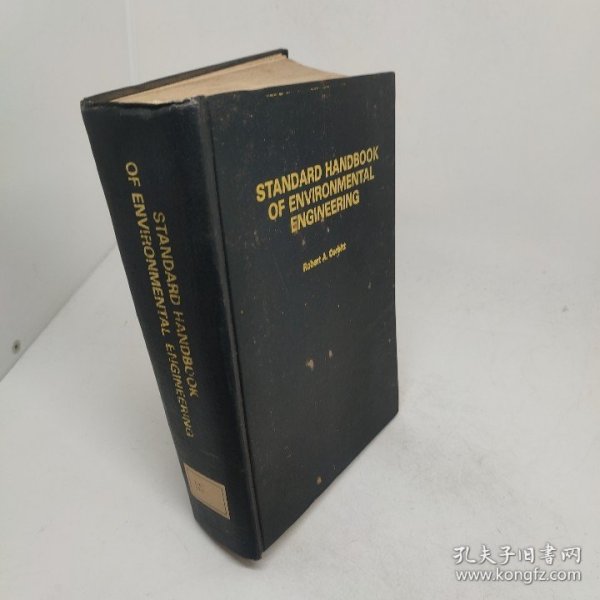 STANDARD HANDBOOK
OF ENVIRONMENTAL
ENGINEERING
Robert A. Corbitt
STANDARD HANDBOOK
OF ENVIRONMENTAL ENGINEERING
孔夫子旧书网
www.kongfz.com